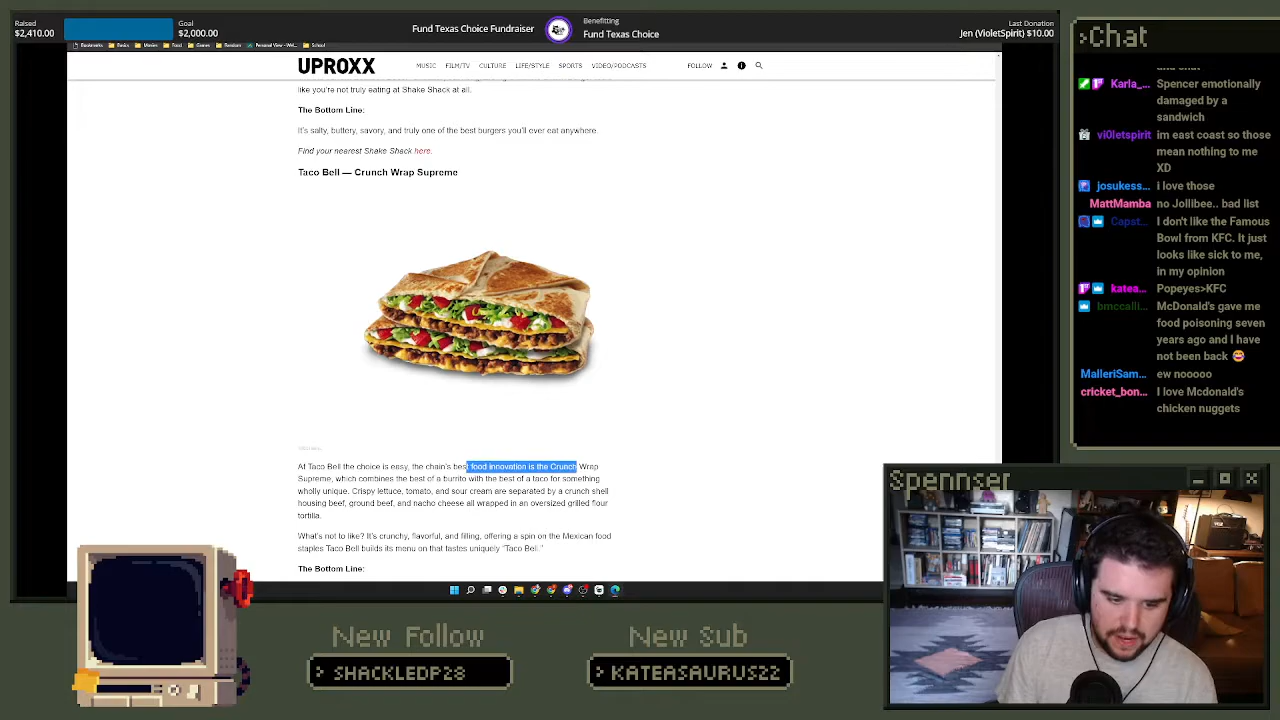 Raised
$2,410.00
Goal
$2,000.00
Fund Texas Choice Fundraiser
Benefitting
Fund Texas Choice
Last Donation
Jen (VioletSpirit) $10.00
Bookmarks
Basics
Movies
Food
Games
Random
School
UPROXX
MUSIC FILM/TV CULTURE LIFE/STYLE SPORTS VIDEO/PODCASTS
FOLLOW
like you're not truly eating at Shake Shack at all.
The Bottom Line:
It's salty, buttery, savory, and truly one of the best burgers you'll ever eat anywhere.
Find your nearest Shake Shack here.
Taco Bell — Crunch Wrap Supreme
At Taco Bell the choice is easy, the chain's best food innovation is the Crunch Wrap
Supreme, which combines the best of a burrito with the best of a taco for something
wholly unique. Crispy lettuce, tomato, and sour cream are separated by a crunch shell
housing beef, ground beef, and nacho cheese all wrapped in an oversized grilled flour
tortilla.
What's not to like? It's crunchy, flavorful, and filling, offering a spin on the Mexican food
staples Taco Bell builds its menu on that tastes uniquely "Taco Bell."
The Bottom Line:
>Chat
Karla_... Spencer emotionally
damaged by a
sandwich
vi0letspirit im east coast so those
mean nothing to me
XD
josukess... i love those
MattMamba no Jollibee.. bad list
Capst... I don't like the Famous
Bowl from KFC. It just
looks like sick to me,
in my opinion
katea... Popeyes>KFC
bmccalli... McDonald's gave me
food poisoning seven
years ago and I have
not been back
MalleriSam... ew nooooo
cricket_bon... I love Mcdonald's
chicken nuggets
Spennser
New Follow
> SHACKLEDP28
New Sub
> KATEASAURUS22